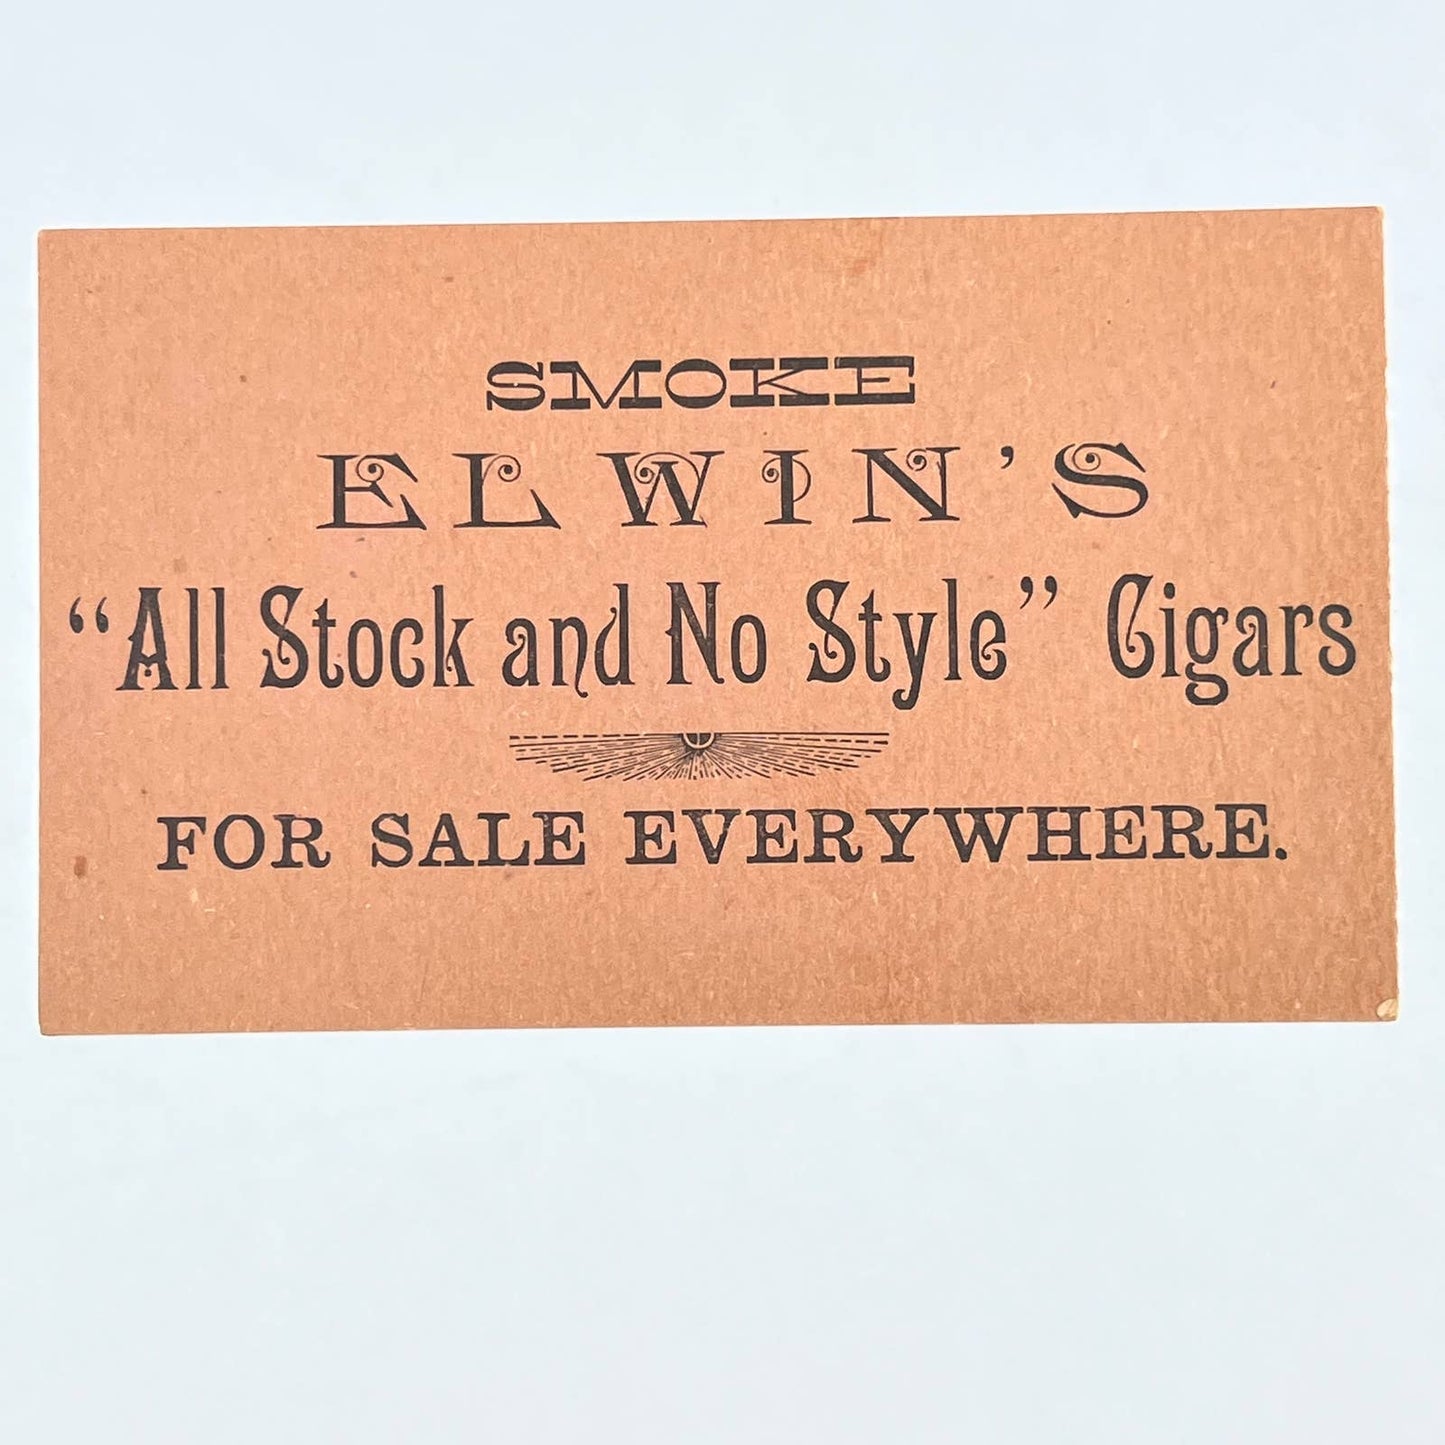 SMOKE
ELWIN'S
“All Stock and No Style” Cigars
FOR SALE EVERYWHERE.